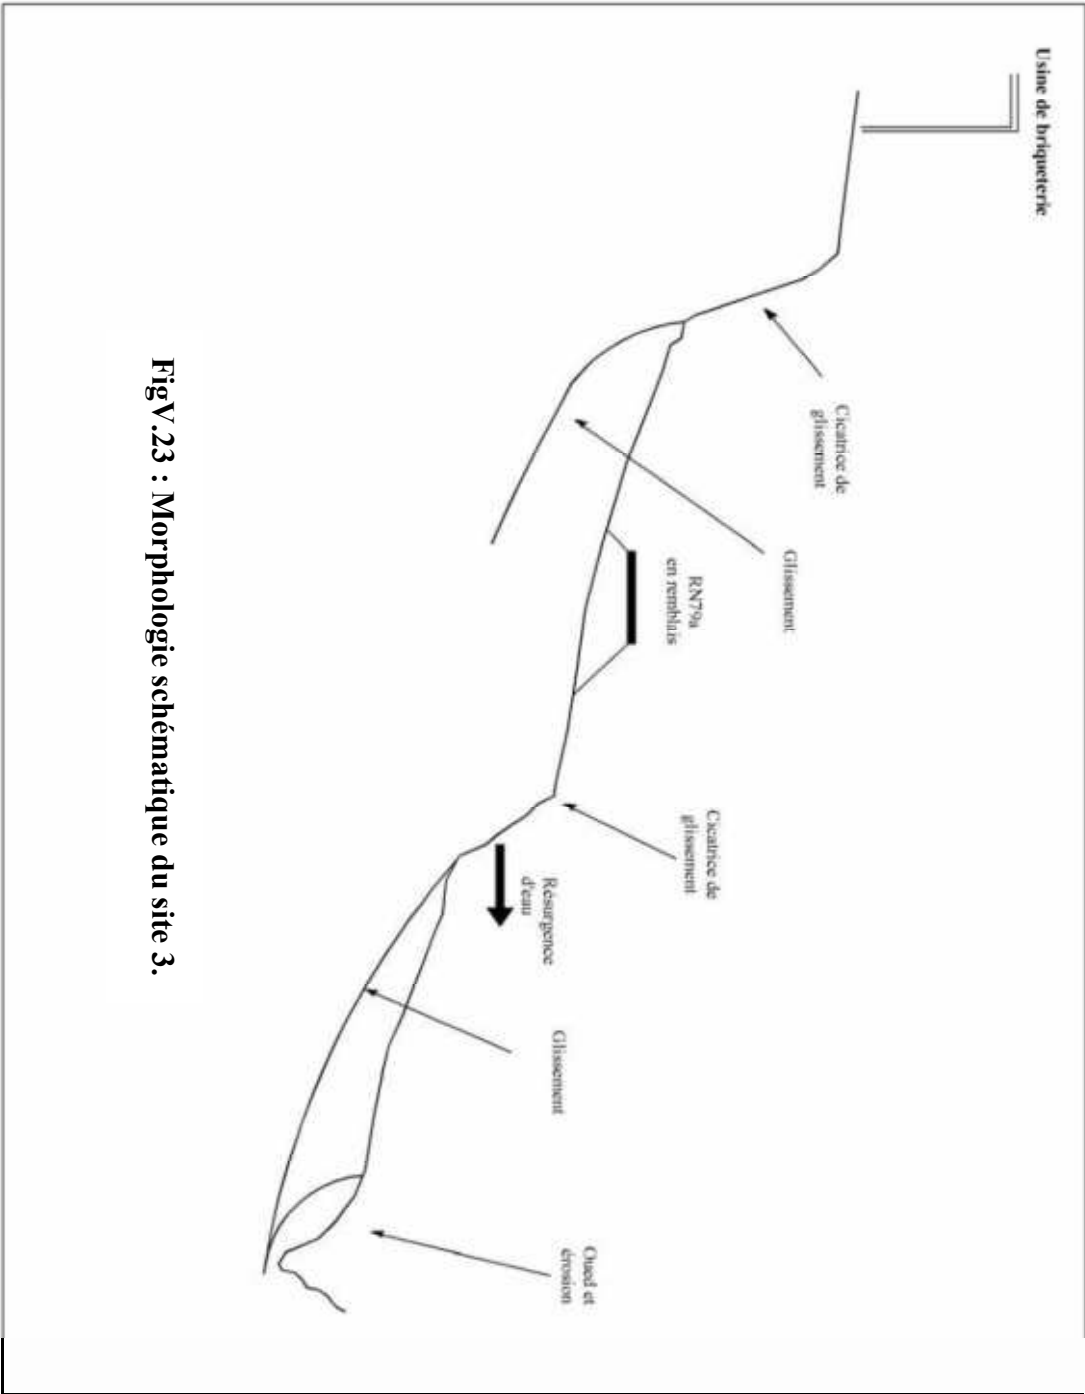 Usine de briqueterie
Cicatrice de
glissement
Glissement
RN79a
en remblais
Cicatrice de
glissement
Résurgence
d'eau
Glissement
Oued et
érosion
FigV.23 : Morphologie schématique du site 3.